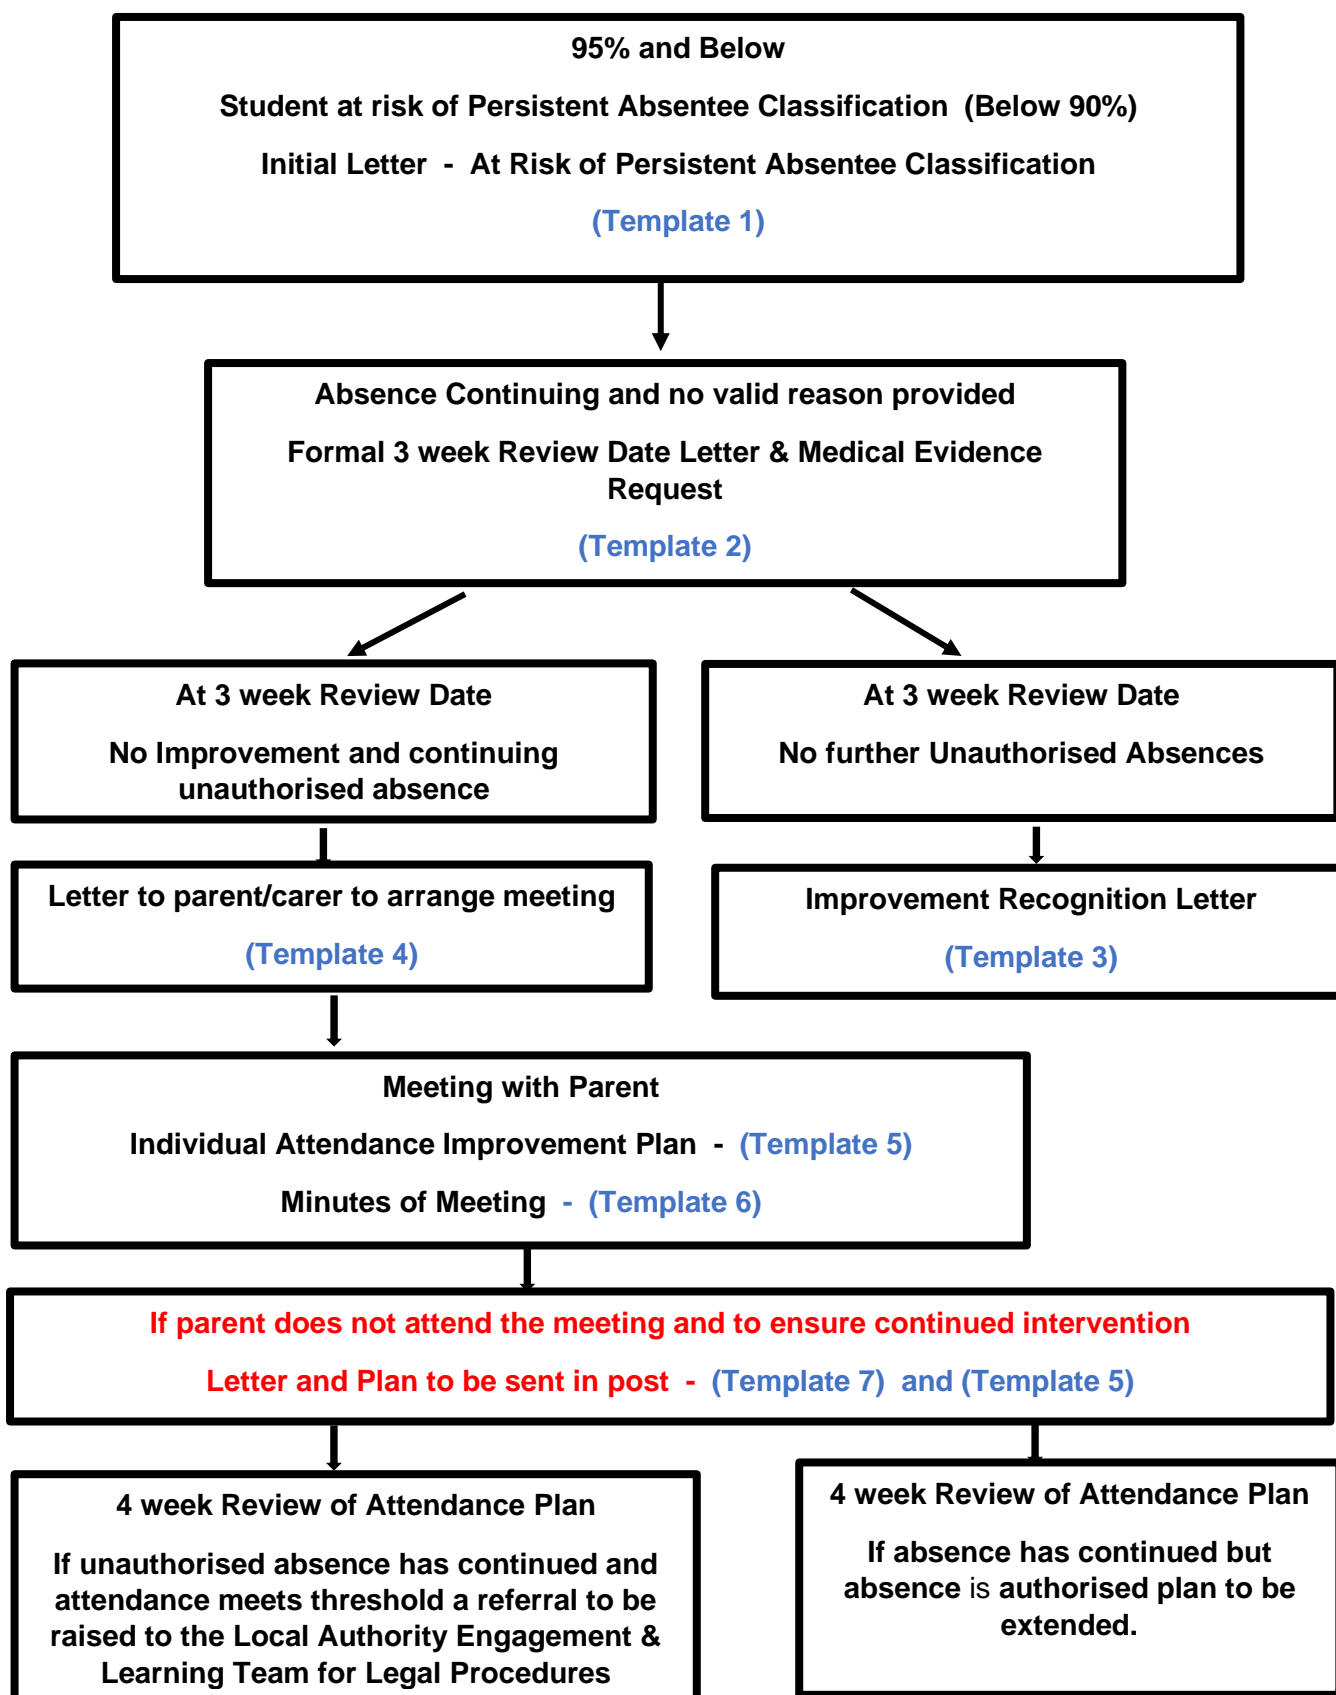 95% and Below
Student at risk of Persistent Absentee Classification (Below 90%)
Initial Letter - At Risk of Persistent Absentee Classification
(Template 1)
Absence Continuing and no valid reason provided
Formal 3 week Review Date Letter & Medical Evidence
Request
(Template 2)
At 3 week Review Date
No Improvement and continuing
unauthorised absence
At 3 week Review Date
No further Unauthorised Absences
Letter to parent/carer to arrange meeting
(Template 4)
Improvement Recognition Letter
(Template 3)
Meeting with Parent
Individual Attendance Improvement Plan - (Template 5)
Minutes of Meeting - (Template 6)
If parent does not attend the meeting and to ensure continued intervention
Letter and Plan to be sent in post - (Template 7) and (Template 5)
4 week Review of Attendance Plan
If unauthorised absence has continued and
attendance meets threshold a referral to be
raised to the Local Authority Engagement &
Learning Team for Legal Procedures
4 week Review of Attendance Plan
If absence has continued but
absence is authorised plan to be
extended.